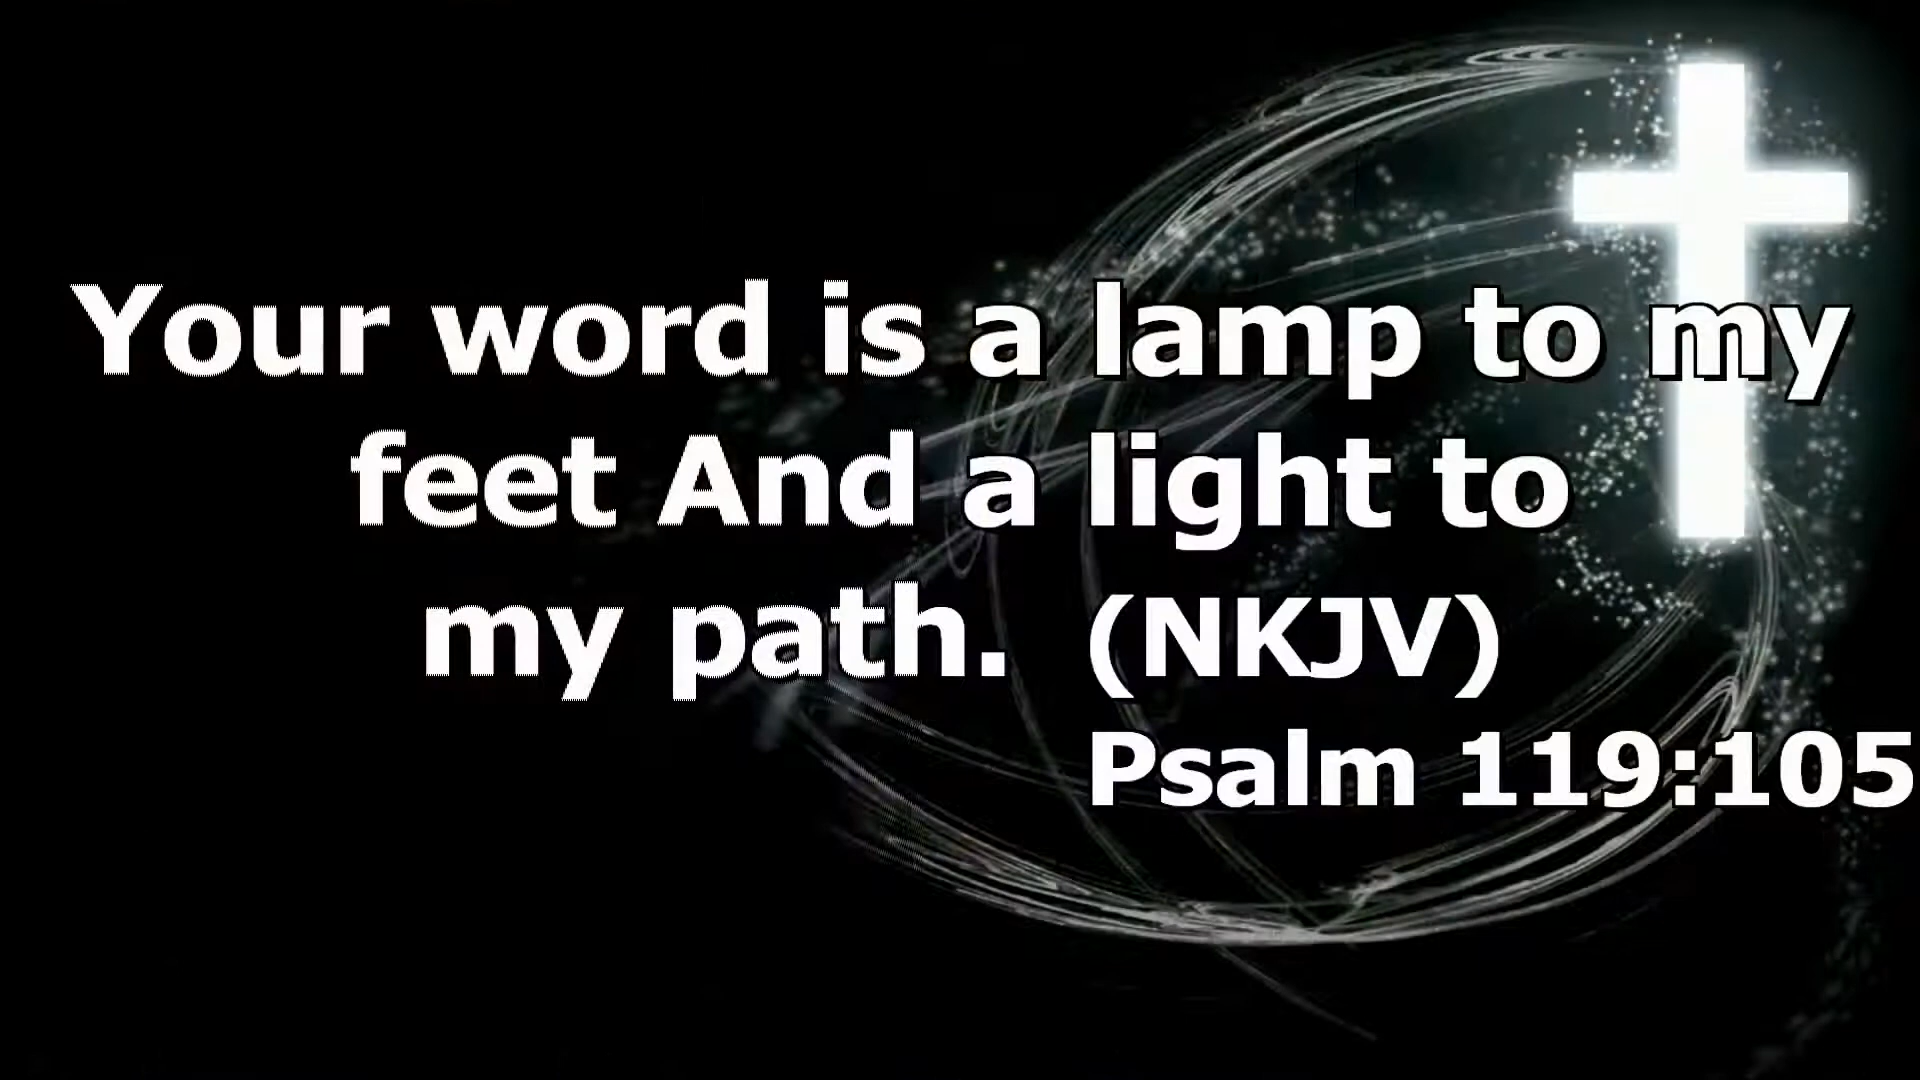 Your word is a lamp to my
feet And a light to
my path. (NKJV)
Psalm 119:105